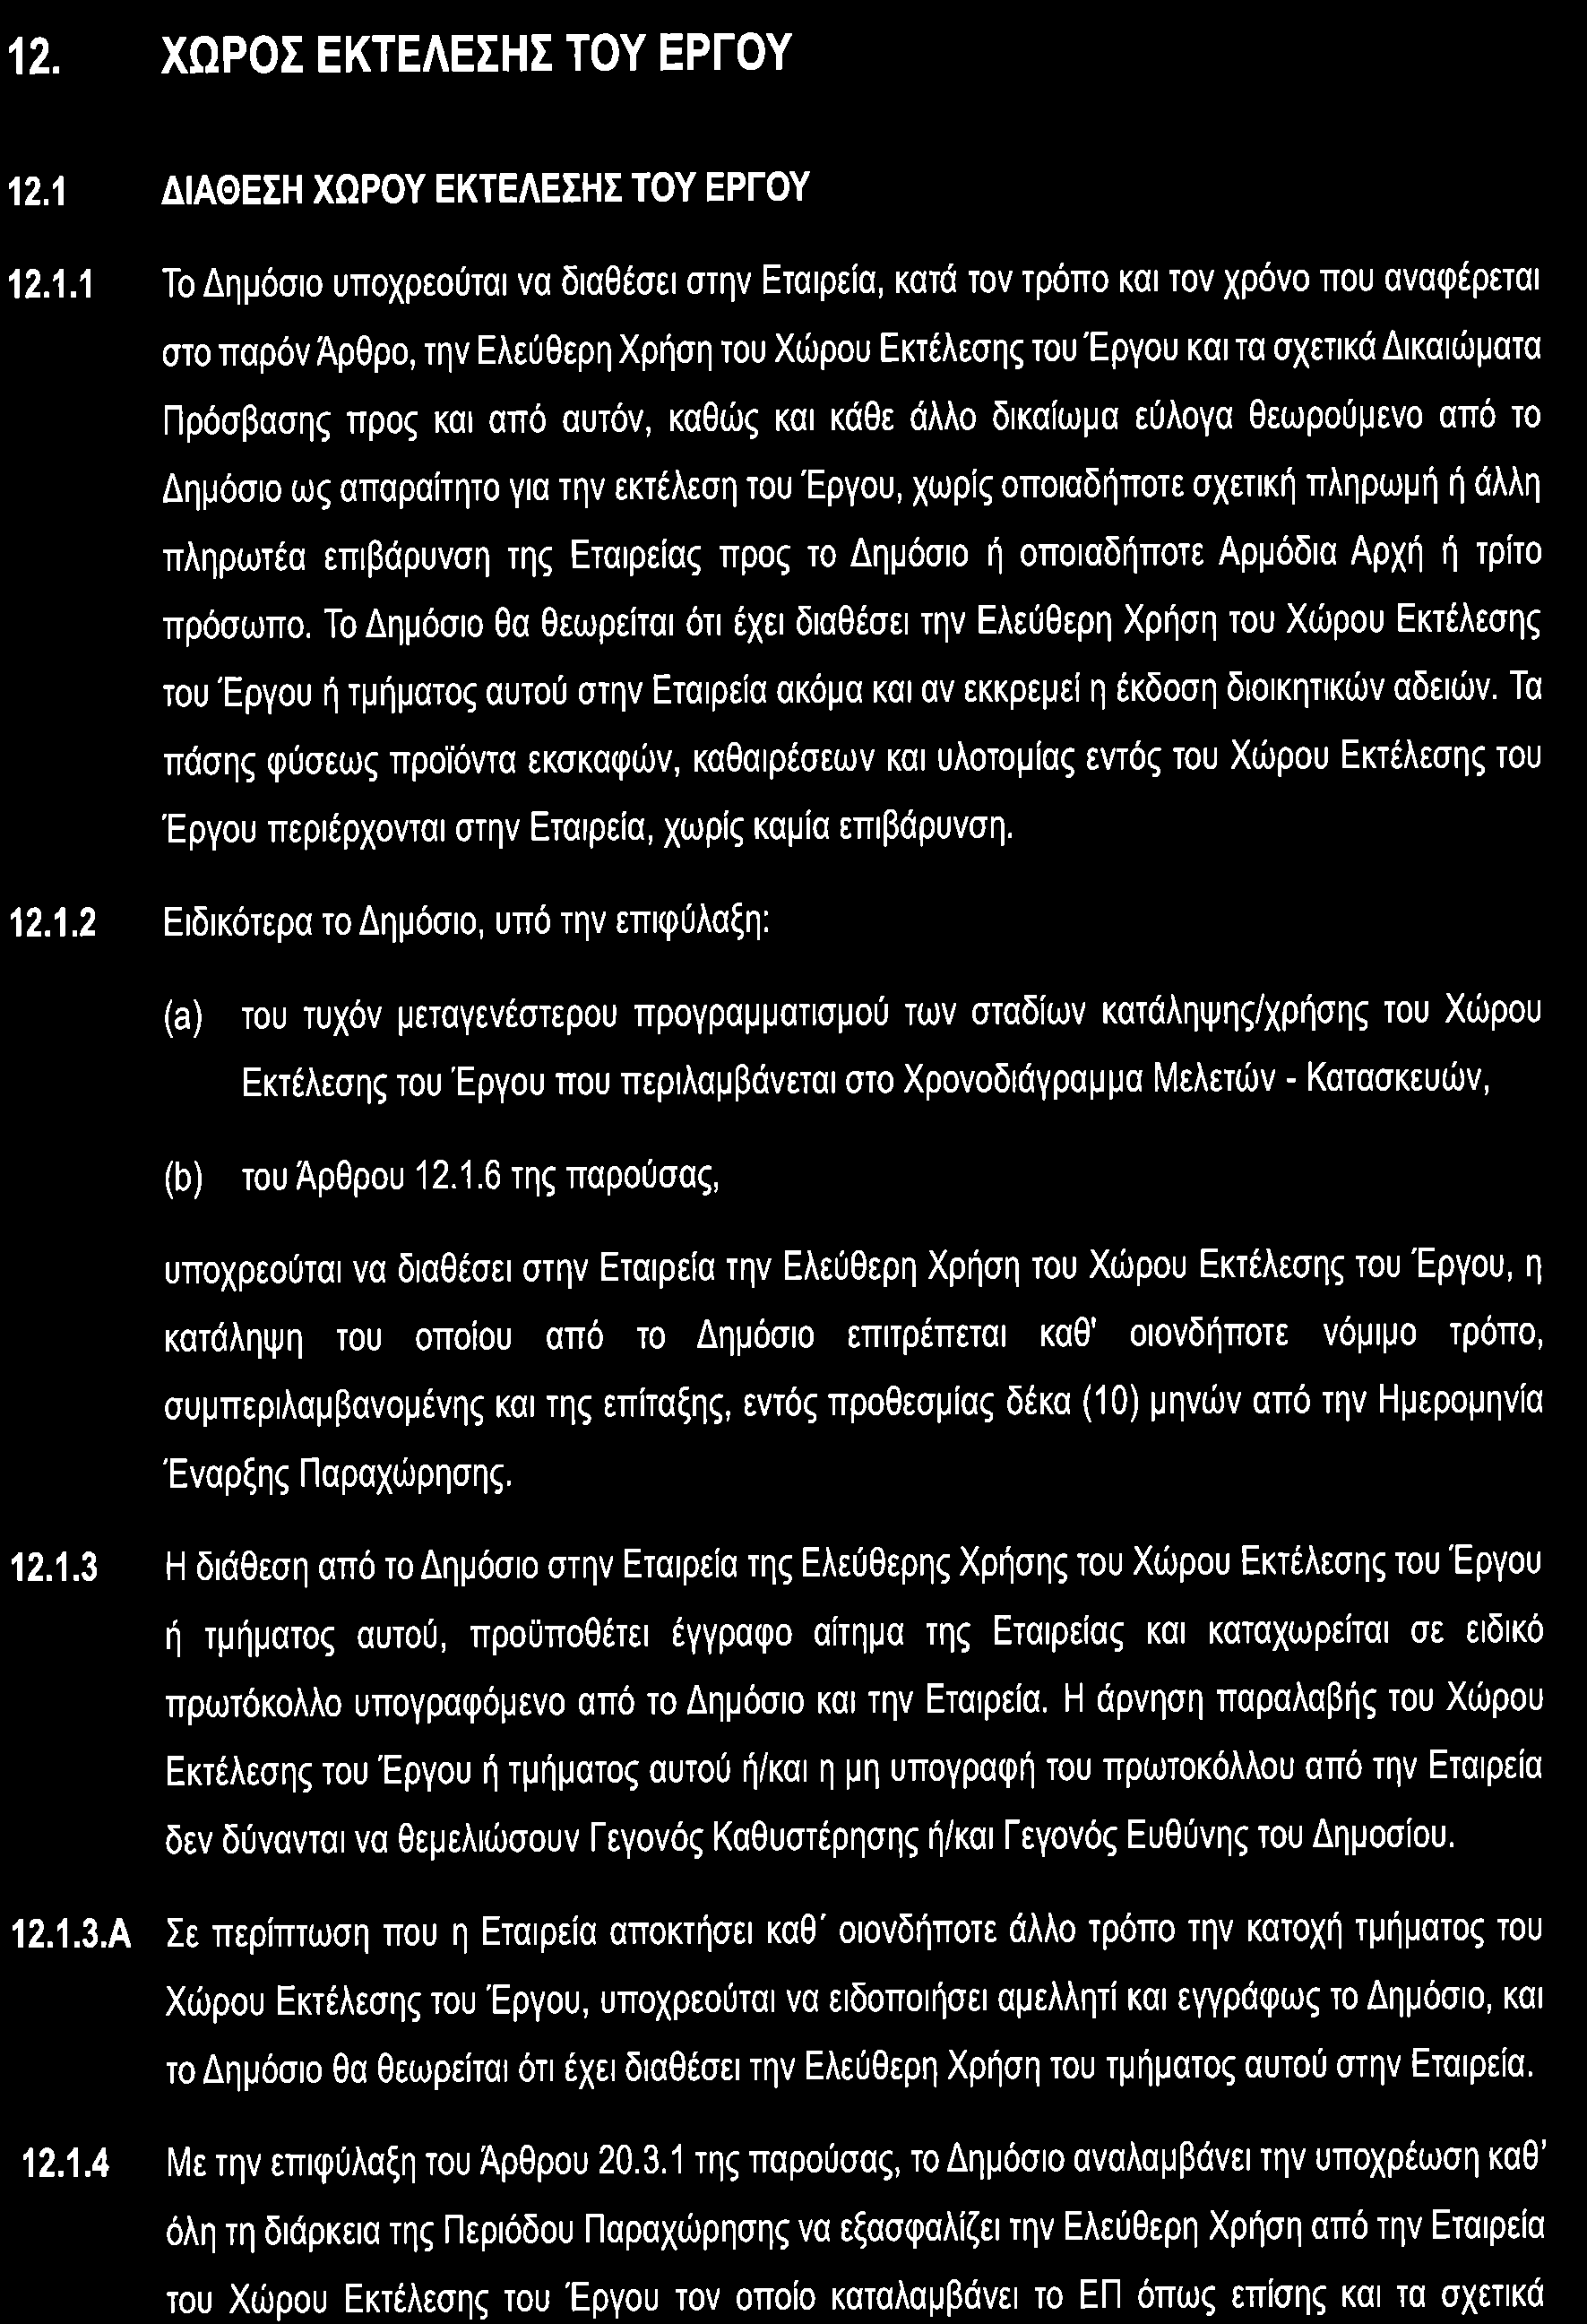 12. ΧΩΡΟΣ ΕΚΤΕΛΕΣΗΣ ΤΟΥ ΕΡΓΟΥ
12.1 ΔΙΑΘΕΣΗ ΧΩΡΟΥ ΕΚΤΕΛΕΣΗΣ ΤΟΥ ΕΡΓΟΥ
12.1.1 Το Δημόσιο υποχρεούται να διαθέσει στην Εταιρεία, κατά τον τρόπο και τον χρόνο που αναφέρεται
στο παρόν Άρθρο, την Ελεύθερη Χρήση του Χώρου Εκτέλεσης του Έργου και τα σχετικά Δικαιώματα
Πρόσβασης προς και από αυτόν, καθώς και κάθε άλλο δικαίωμα εύλογα θεωρούμενο από το
Δημόσιο ως απαραίτητο για την εκτέλεση του Έργου, χωρίς οποιαδήποτε σχετική πληρωμή ή άλλη
πληρωτέα επιβάρυνση της Εταιρείας προς το Δημόσιο ή οποιαδήποτε Αρμόδια Αρχή ή τρίτο
πρόσωπο. Το Δημόσιο θα θεωρείται ότι έχει διαθέσει την Ελεύθερη Χρήση του Χώρου Εκτέλεσης
του Έργου ή τμήματος αυτού στην Εταιρεία ακόμα και αν εκκρεμεί η έκδοση διοικητικών αδειών. Τα
πάσης φύσεως προϊόντα εκσκαφών, καθαιρέσεων και υλοτομίας εντός του Χώρου Εκτέλεσης του
Έργου περιέρχονται στην Εταιρεία, χωρίς καμία επιβάρυνση.
12.1.2 Ειδικότερα το Δημόσιο, υπό την επιφύλαξη:
(a) του τυχόν μεταγενέστερου προγραμματισμού των σταδίων κατάληψης/χρήσης του Χώρου
Εκτέλεσης του Έργου που περιλαμβάνεται στο Χρονοδιάγραμμα Μελετών - Κατασκευών,
(b) του Άρθρου 12.1.6 της παρούσας,
υποχρεούται να διαθέσει στην Εταιρεία την Ελεύθερη Χρήση του Χώρου Εκτέλεσης του Έργου, η
κατάληψη του οποίου από το Δημόσιο επιτρέπεται καθ' οιονδήποτε νόμιμο τρόπο,
συμπεριλαμβανομένης και της επίταξης, εντός προθεσμίας δέκα (10) μηνών από την Ημερομηνία
Έναρξης Παραχώρησης.
12.1.3 Η διάθεση από το Δημόσιο στην Εταιρεία της Ελεύθερης Χρήσης του Χώρου Εκτέλεσης του Έργου
ή τμήματος αυτού, προϋποθέτει έγγραφο αίτημα της Εταιρείας και καταχωρείται σε ειδικό
πρωτόκολλο υπογραφόμενο από το Δημόσιο και την Εταιρεία. Η άρνηση παραλαβής του Χώρου
Εκτέλεσης του Έργου ή τμήματος αυτού ή/και η μη υπογραφή του πρωτοκόλλου από την Εταιρεία
δεν δύνανται να θεμελιώσουν Γεγονός Καθυστέρησης ή/και Γεγονός Ευθύνης του Δημοσίου.
12.1.3.Α Σε περίπτωση που η Εταιρεία αποκτήσει καθ΄ οιονδήποτε άλλο τρόπο την κατοχή τμήματος του
Χώρου Εκτέλεσης του Έργου, υποχρεούται να ειδοποιήσει αμελλητί και εγγράφως το Δημόσιο, και
το Δημόσιο θα θεωρείται ότι έχει διαθέσει την Ελεύθερη Χρήση του τμήματος αυτού στην Εταιρεία.
12.1.4 Με την επιφύλαξη του Άρθρου 20.3.1 της παρούσας, το Δημόσιο αναλαμβάνει την υποχρέωση καθ’
όλη τη διάρκεια της Περιόδου Παραχώρησης να εξασφαλίζει την Ελεύθερη Χρήση από την Εταιρεία
του Χώρου Εκτέλεσης του Έργου τον οποίο καταλαμβάνει το ΕΠ όπως επίσης και τα σχετικά